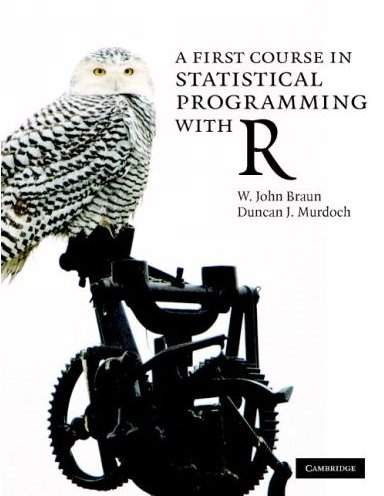 A FIRST COURSE IN
STATISTICAL
PROGRAMMING
WITH R
W. John Braun
Duncan J. Murdoch
CAMBRIDGE